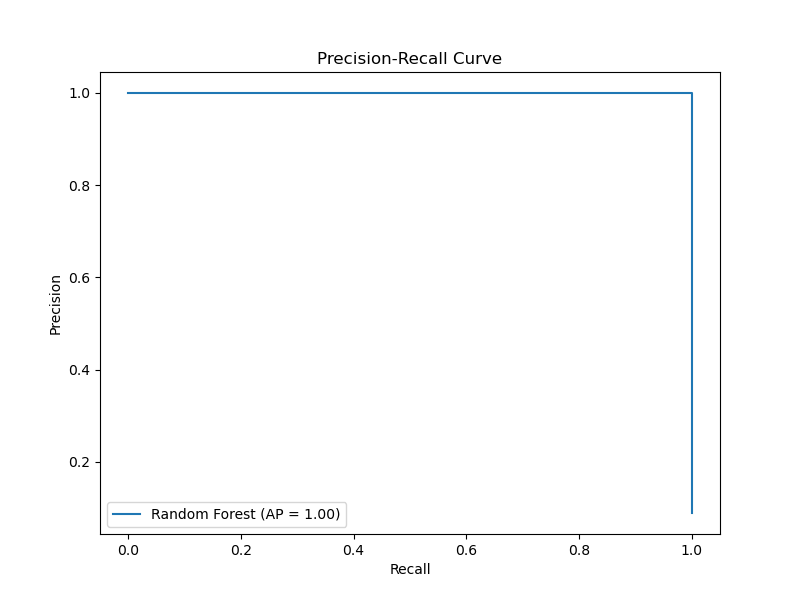 Precision-Recall Curve
1.0
0.8
0.6
0.4
0.2
Precision
Random Forest (AP = 1.00)
0.0 0.2 0.4 0.6 0.8 1.0
Recall